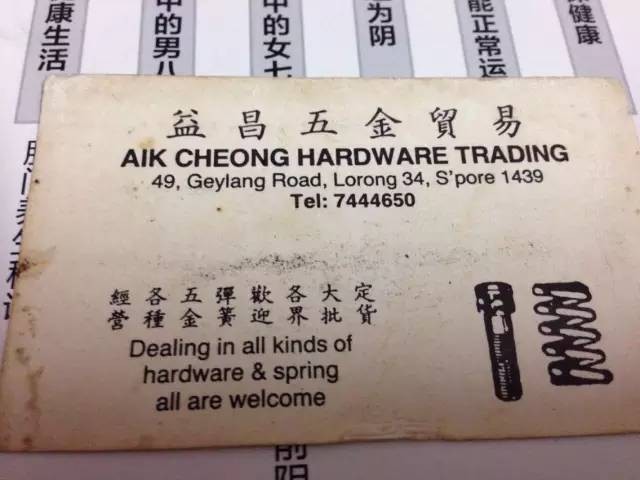 康生活
中的男八
中的女七
为阴
能正常运
健康
益昌五金貿易
AIK CHEONG HARDWARE TRADING
49, Geylang Road, Lorong 34, S'pore 1439
Tel: 7444650
經各五彈歡各大定
營種金簧迎界批貨
Dealing in all kinds of
hardware & spring
all are welcome